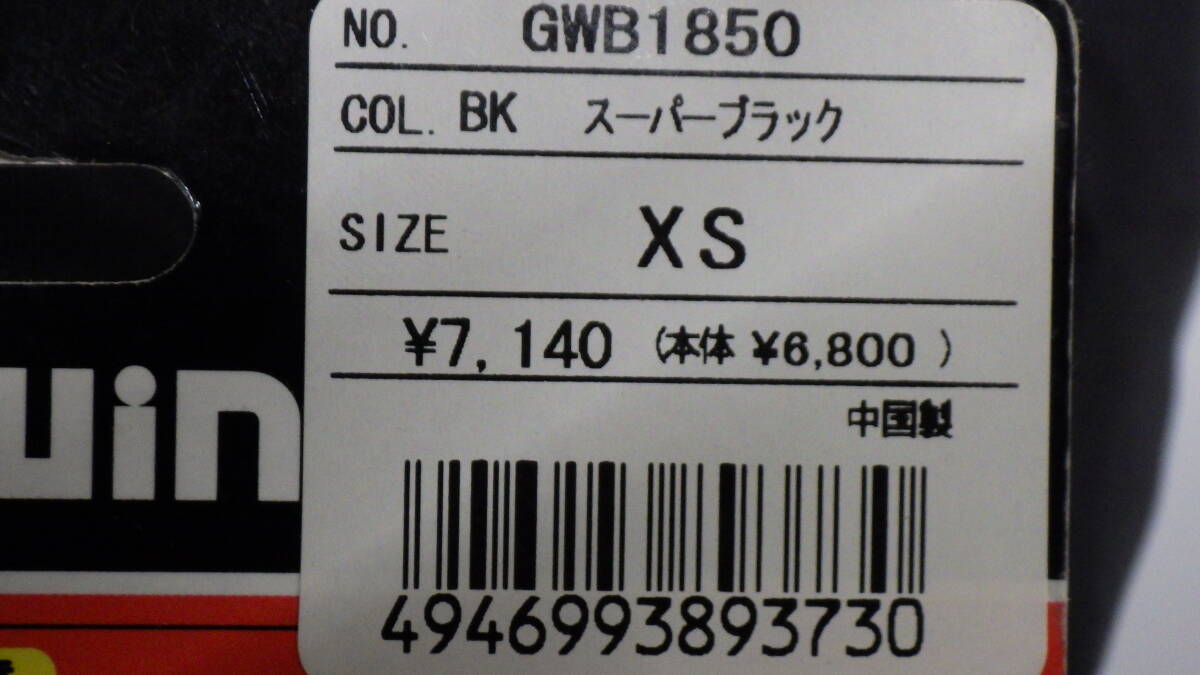 NO. GWB1850
COL. BK スーパーブラック
SIZE XS
¥7,140 (本体 ¥6,800 )
中国製
4946993893730
uin